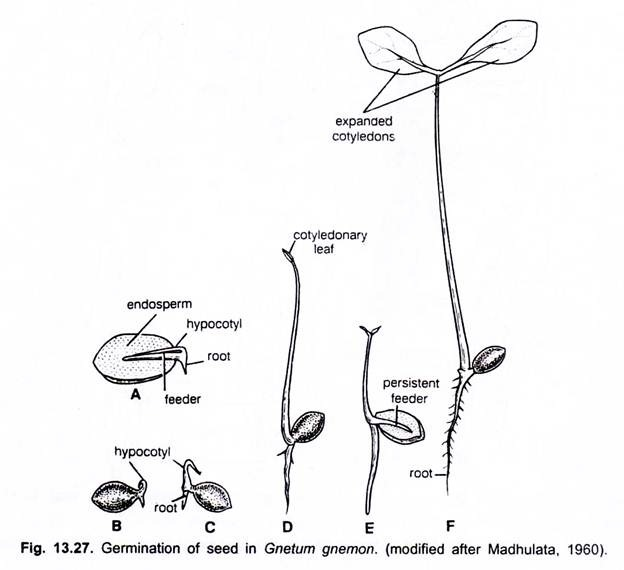 expanded
cotyledons
cotyledonary
leaf
endosperm
hypocotyl
root
A
feeder
persistent
feeder
hypocotyl
root
root
B
C
D
E
F
Fig. 13.27. Germination of seed in Gnetum gnemon. (modified after Madhulata, 1960).